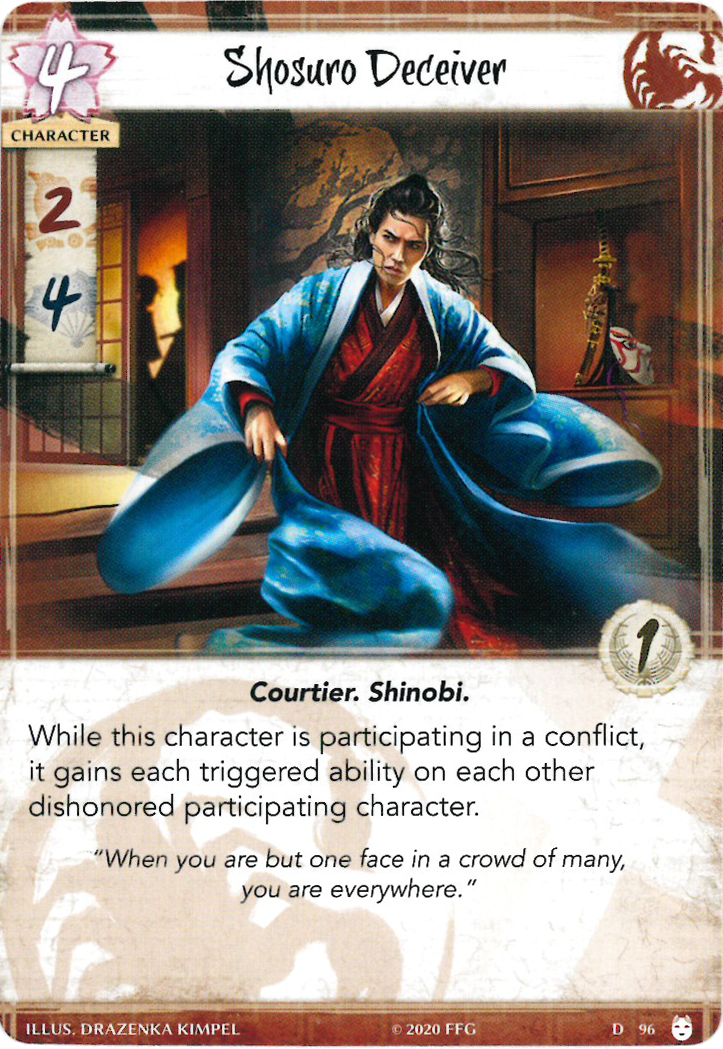 4
Shosuro Deceiver
CHARACTER
2
4
1
Courtier. Shinobi.
While this character is participating in a conflict,
it gains each triggered ability on each other
dishonored participating character.
“When you are but one face in a crowd of many,
you are everywhere.”
ILLUS. DRAZENKA KIMPEL © 2020 FFG D 96